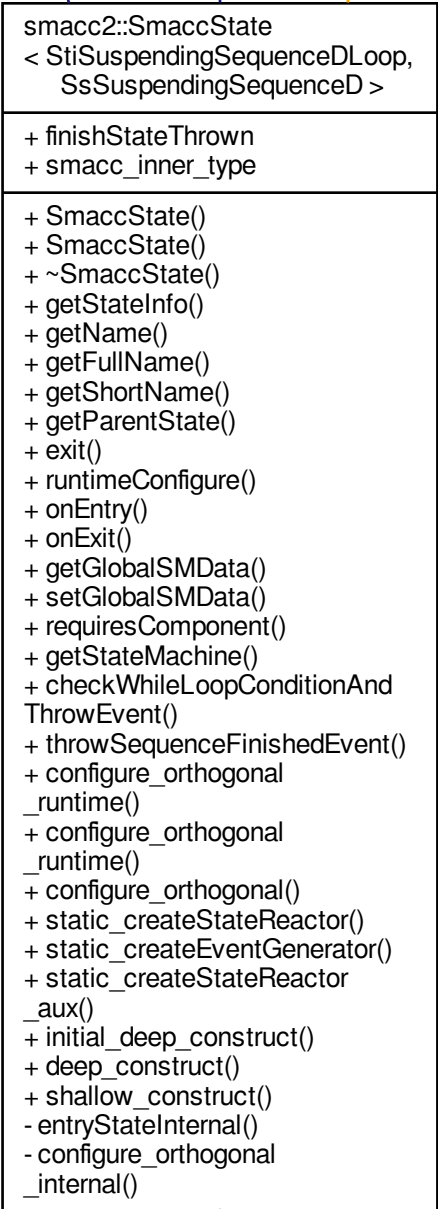 smacc2::SmaccState
< StiSuspendingSequenceDLoop,
SsSuspendingSequenceD >
+ finishStateThrown
+ smacc_inner_type
+ SmaccState()
+ SmaccState()
+ ~SmaccState()
+ getStateInfo()
+ getName()
+ getFullName()
+ getShortName()
+ getParentState()
+ exit()
+ runtimeConfigure()
+ onEntry()
+ onExit()
+ getGlobalSMData()
+ setGlobalSMData()
+ requiresComponent()
+ getStateMachine()
+ checkWhileLoopConditionAnd
ThrowEvent()
+ throwSequenceFinishedEvent()
+ configure_orthogonal
_runtime()
+ configure_orthogonal
_runtime()
+ configure_orthogonal()
+ static_createStateReactor()
+ static_createEventGenerator()
+ static_createStateReactor
_aux()
+ initial_deep_construct()
+ deep_construct()
+ shallow_construct()
- entryStateInternal()
- configure_orthogonal
_internal()